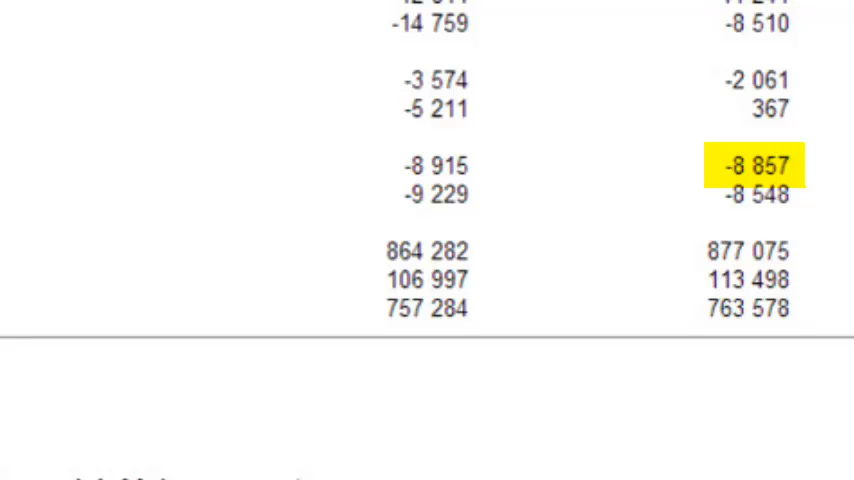 -14 759 -8 510
-3 574 -2 061
-5 211 367
-8 915 -8 857
-9 229 -8 548
864 282 877 075
106 997 113 498
757 284 763 578